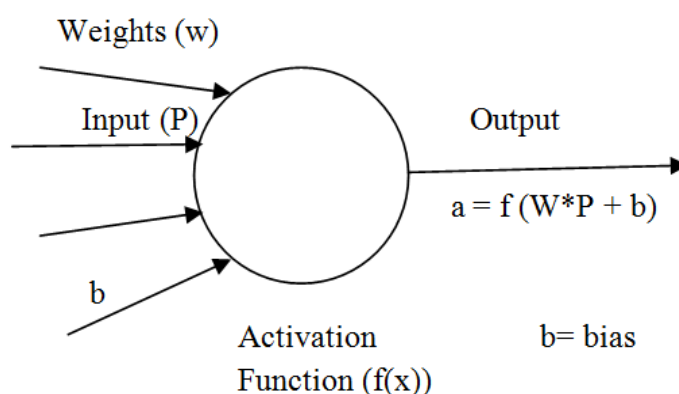 Weights (w)
Input (P)
Output
a = f (W*P + b)
b
Activation
Function (f(x))
b= bias